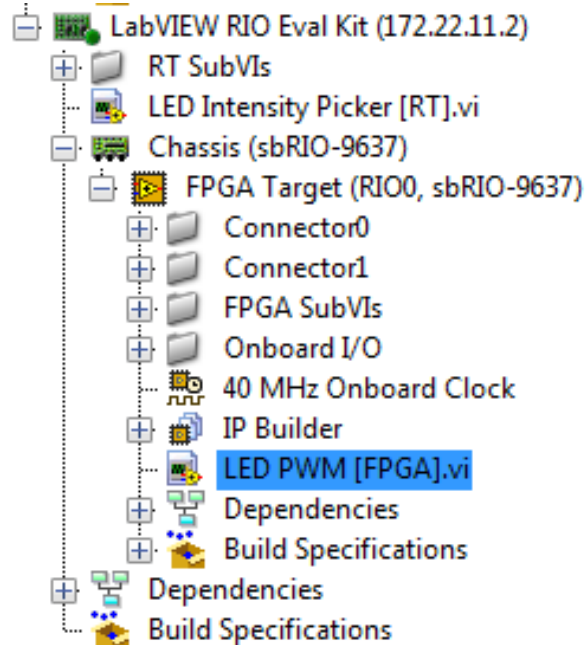 LabVIEW RIO Eval Kit (172.22.11.2)
RT SubVIs
LED Intensity Picker [RT].vi
Chassis (sbRIO-9637)
FPGA Target (RIO0, sbRIO-9637)
Connector0
Connector1
FPGA SubVIs
Onboard I/O
40 MHz Onboard Clock
IP Builder
LED PWM [FPGA].vi
Dependencies
Build Specifications
Dependencies
Build Specifications